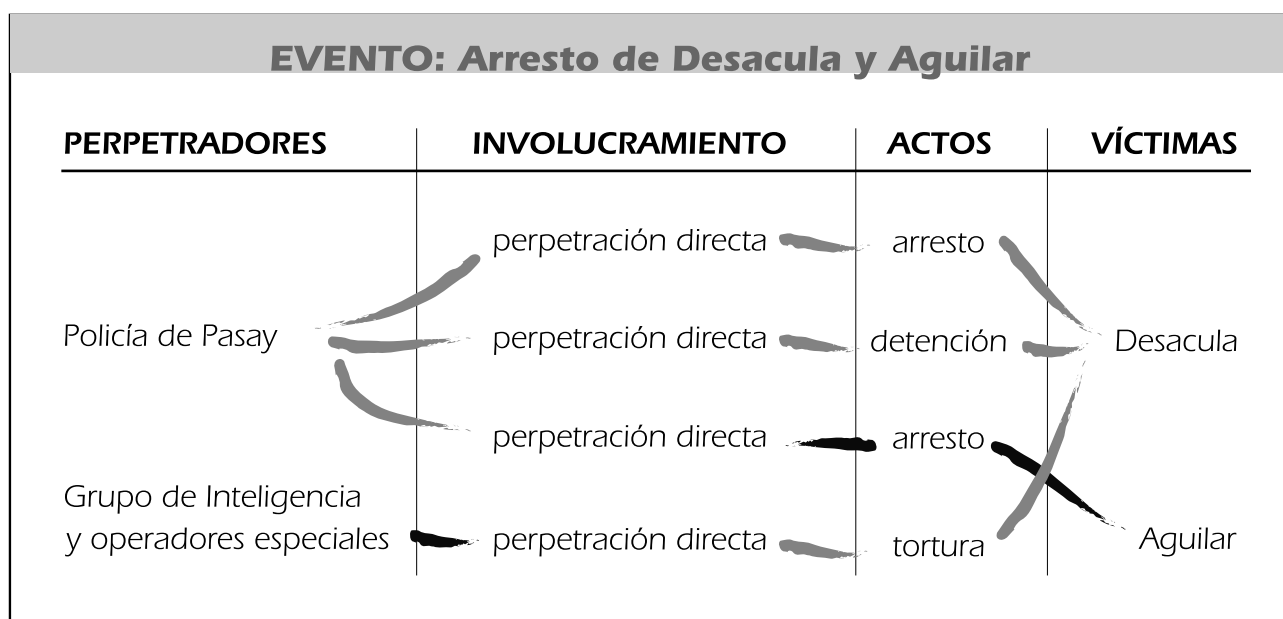 EVENTO: Arresto de Desacula y Aguilar
PERPETRADORES INVOLUCRAMIENTO ACTOS VÍCTIMAS
perpetración directa arresto
Policía de Pasay perpetración directa detención Desacula
perpetración directa arresto
Grupo de Inteligencia
y operadores especiales perpetración directa tortura Aguilar